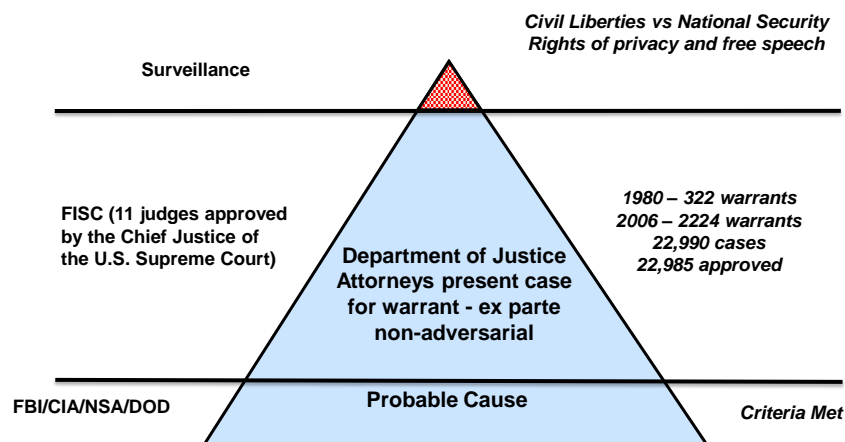 Civil Liberties vs National Security
Rights of privacy and free speech
Surveillance
FISC (11 judges approved
by the Chief Justice of
the U.S. Supreme Court)
1980 – 322 warrants
2006 – 2224 warrants
22,990 cases
22,985 approved
Department of Justice
Attorneys present case
for warrant - ex parte
non-adversarial
FBI/CIA/NSA/DOD
Probable Cause
Criteria Met